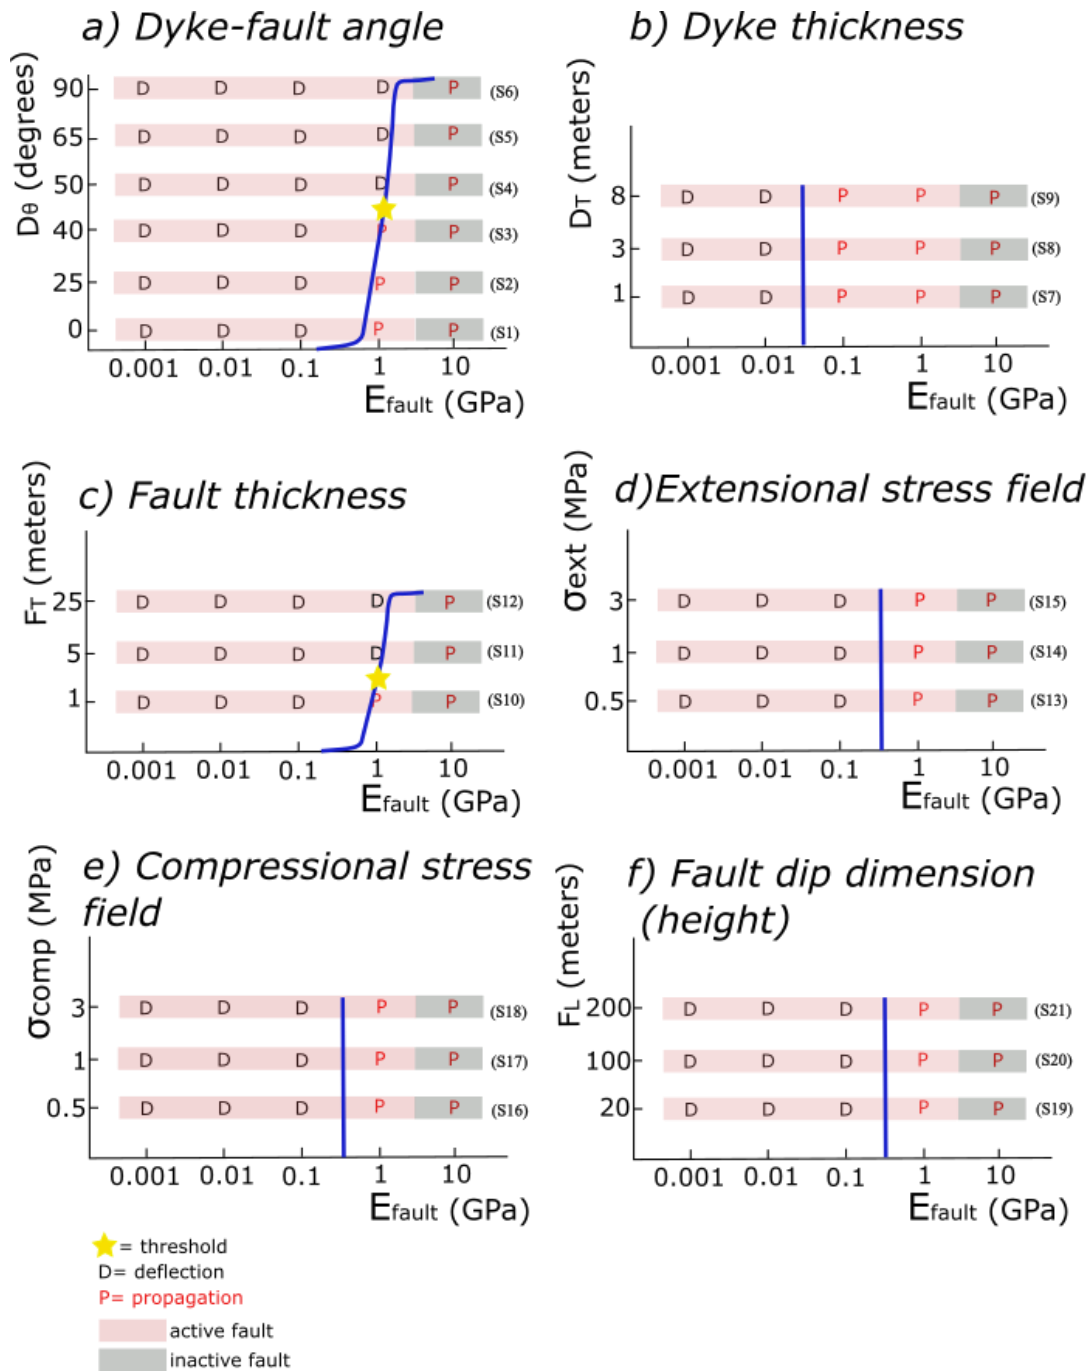 a) Dyke-fault angle
Dθ (degrees)
90 D D D D P (S6)
65 D D D D P (S5)
50 D D D D P (S4)
40 D D D P P (S3)
25 D D D P P (S2)
0 D D D P P (S1)
0.001 0.01 0.1 1 10
Efault (GPa)
b) Dyke thickness
DT (meters)
8 D D P P P (S9)
3 D D P P P (S8)
1 D D P P P (S7)
0.001 0.01 0.1 1 10
Efault (GPa)
c) Fault thickness
FT (meters)
25 D D D D P (S12)
5 D D D D P (S11)
1 D D D P P (S10)
0.001 0.01 0.1 1 10
Efault (GPa)
d)Extensional stress field
σext (MPa)
3 D D D P P (S15)
1 D D D P P (S14)
0.5 D D D P P (S13)
0.001 0.01 0.1 1 10
Efault (GPa)
e) Compressional stress
field
σcomp (MPa)
3 D D D P P (S18)
1 D D D P P (S17)
0.5 D D D P P (S16)
0.001 0.01 0.1 1 10
Efault (GPa)
f) Fault dip dimension
(height)
FL (meters)
200 D D D P P (S21)
100 D D D P P (S20)
20 D D D P P (S19)
0.001 0.01 0.1 1 10
Efault (GPa)
= threshold
D= deflection
P= propagation
active fault
inactive fault